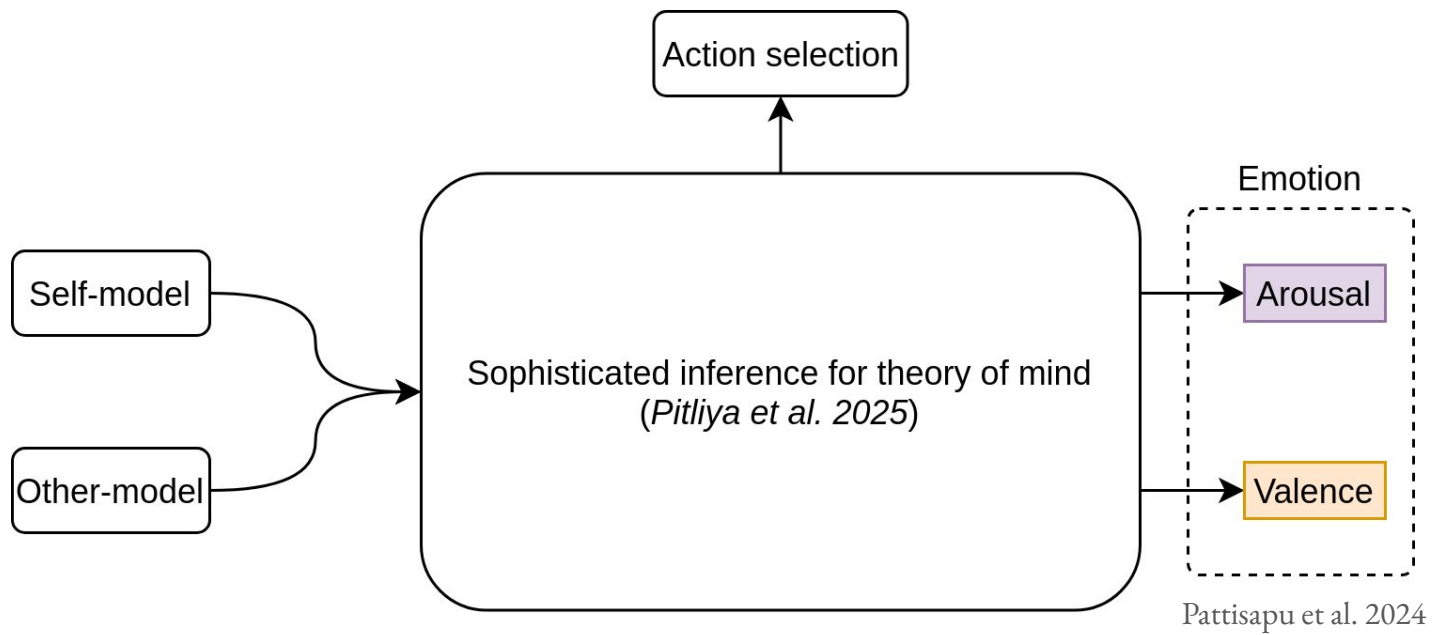 Action selection
Emotion
Self-model
Arousal
Sophisticated inference for theory of mind
(Pitliya et al. 2025)
Other-model
Valence
Pattisapu et al. 2024